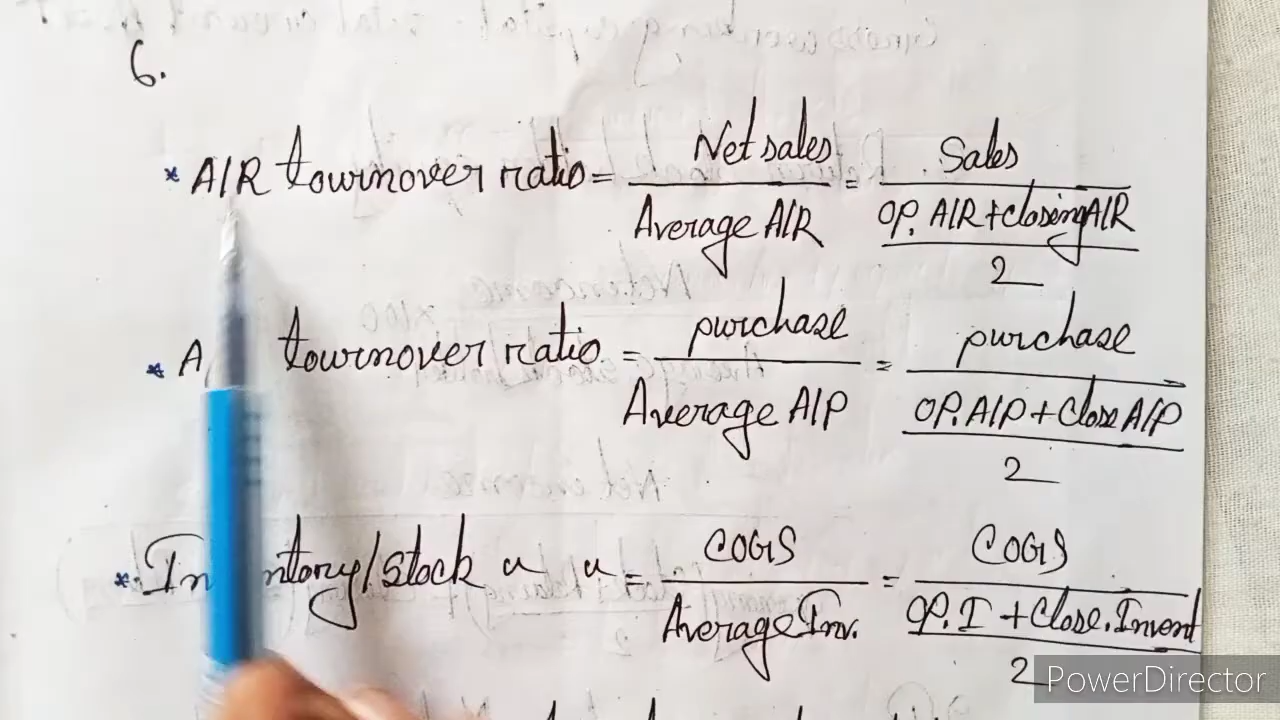 6.
* A/R tournover ratio = Net sales / Average A/R = Sales / OP. A/R + closing A/R / 2
* A/ tournover ratio = purchase / Average A/P = purchase / OP. A/P + Close A/P / 2
* In ntory/stock " " = COGS / Average Inv. = COGS / OP. I + Close. Invent / 2
PowerDirector